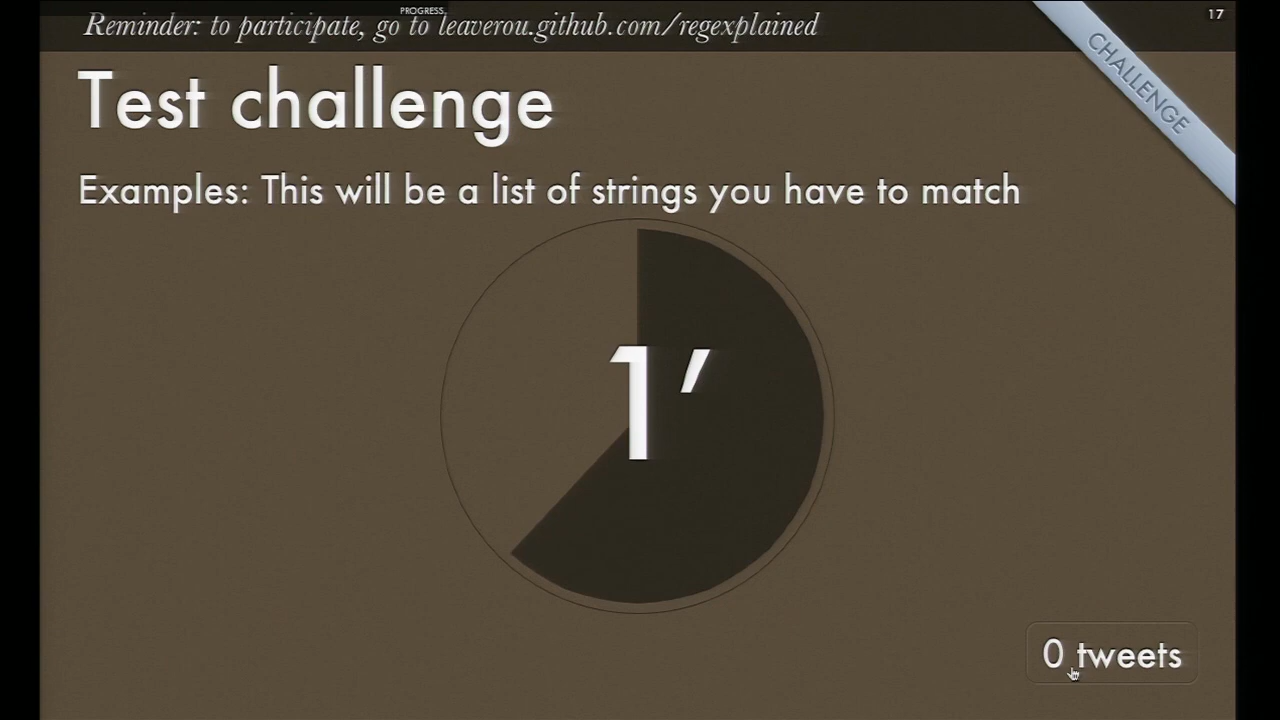 PROGRESS.
17
Reminder: to participate, go to leaverou.github.com/regexplained
CHALLENGE
Test challenge
Examples: This will be a list of strings you have to match
1′
0 tweets